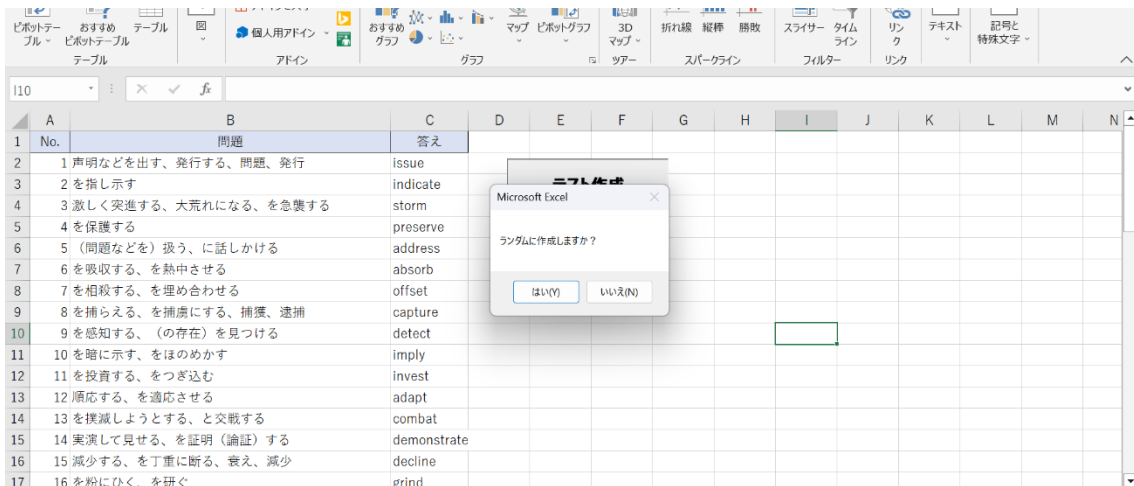 ピボットテー おすすめ テーブル 図 個人用アドイン おすすめ マップ ピボットグラフ 3D 折れ線 縦棒 勝敗 スライサー タイム リン テキスト 記号と
ブル ピボットテーブル グラフ マップ ライン ク 特殊文字
テーブル アドイン グラフ ツアー スパークライン フィルター リンク
I10 fx
A B C D E F G H I J K L M N
1 No. 問題 答え
2 1 声明などを出す、発行する、問題、発行 issue
3 2 を指し示す indicate テスト作成
4 3 激しく突進する、大荒れになる、を急襲する storm
5 4 を保護する preserve
6 5 （問題などを）扱う、に話しかける address
7 6 を吸収する、を熱中させる absorb
8 7 を相殺する、を埋め合わせる offset
9 8 を捕らえる、を捕虜にする、捕獲、逮捕 capture
10 9 を感知する、（の存在）を見つける detect
11 10 を暗に示す、をほのめかす imply
12 11 を投資する、をつぎ込む invest
13 12 順応する、を適応させる adapt
14 13 を撲滅しようとする、と交戦する combat
15 14 実演して見せる、を証明（論証）する demonstrate
16 15 減少する、を丁重に断る、衰え、減少 decline
17 16 を粉にひく、を研ぐ grind
Microsoft Excel
ランダムに作成しますか？
はい(Y) いいえ(N)